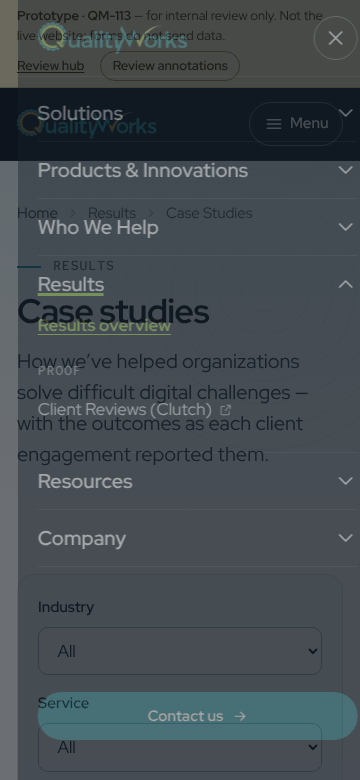 Prototype · QM-113 — for internal review only. Not the
live website; forms do not send data.
QualityWorks
Review hub
Review annotations
Solutions
QualityWorks
Menu
Products & Innovations
Home > Results > Case Studies
Who We Help
RESULTS
Results
Case studies
Results overview
How we’ve helped organizations
PROOF
solve difficult digital challenges —
Client Reviews (Clutch)
with the outcomes as each client
engagement reported them.
Resources
Company
Industry
All
Service
Contact us →
All